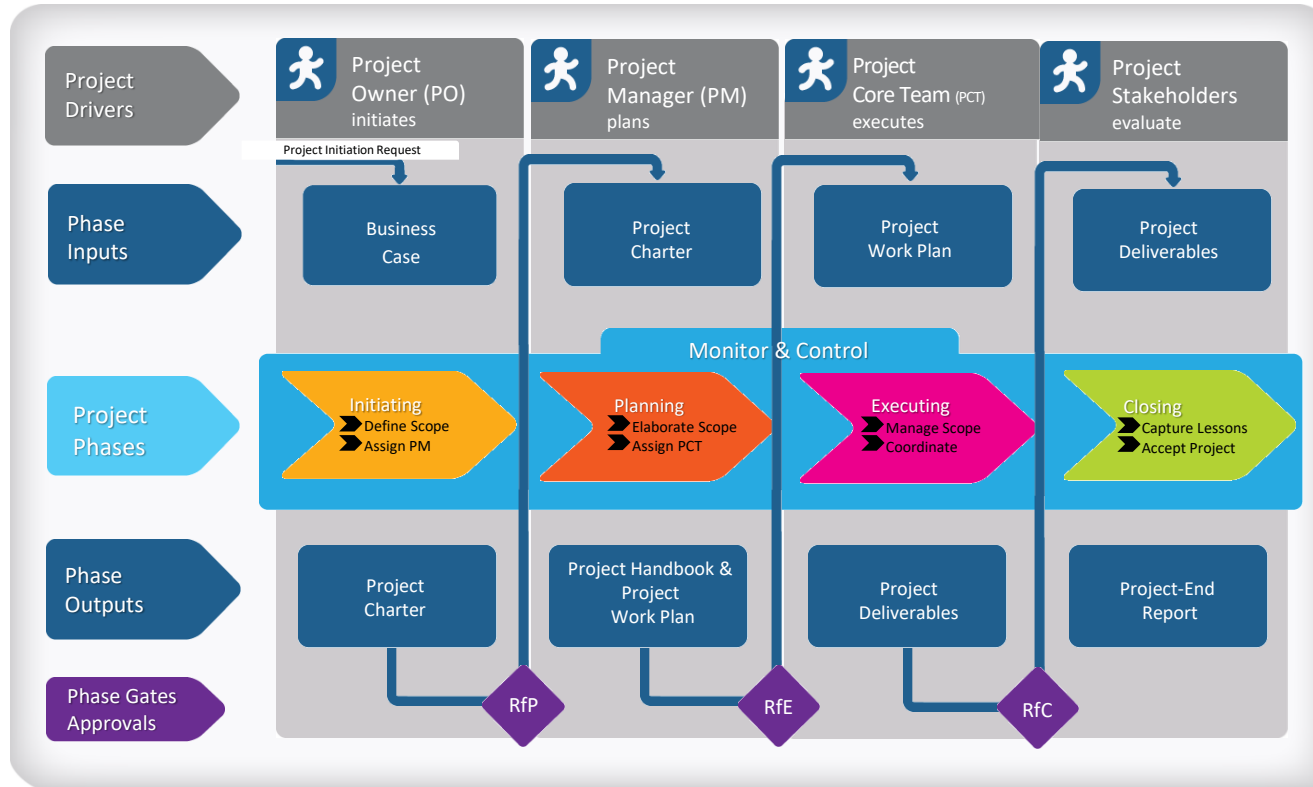 Project
Drivers
Project
Owner (PO)
initiates
Project
Manager (PM)
plans
Project
Core Team (PCT)
executes
Project
Stakeholders
evaluate
Project Initiation Request
Phase
Inputs
Business
Case
Project
Charter
Project
Work Plan
Project
Deliverables
Monitor & Control
Project
Phases
Initiating
Define Scope
Assign PM
Planning
Elaborate Scope
Assign PCT
Executing
Manage Scope
Coordinate
Closing
Capture Lessons
Accept Project
Phase
Outputs
Project
Charter
Project Handbook &
Project
Work Plan
Project
Deliverables
Project-End
Report
Phase Gates
Approvals
RfP
RfE
RfC